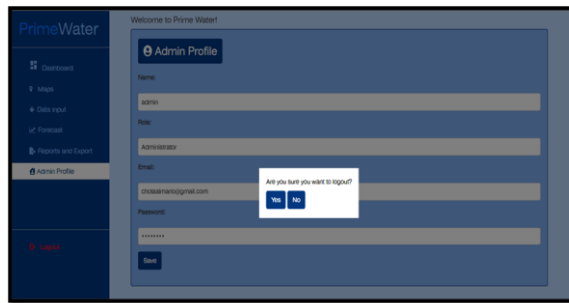 Welcome to Prime Water!
PrimeWater
Admin Profile
Dashboard
Name:
Maps
admin
Data Input
Role:
Forecast
Administrator
Reports and Export
Email:
Admin Profile
Are you sure you want to logout?
Yes No
Password:
********
Logout
Save